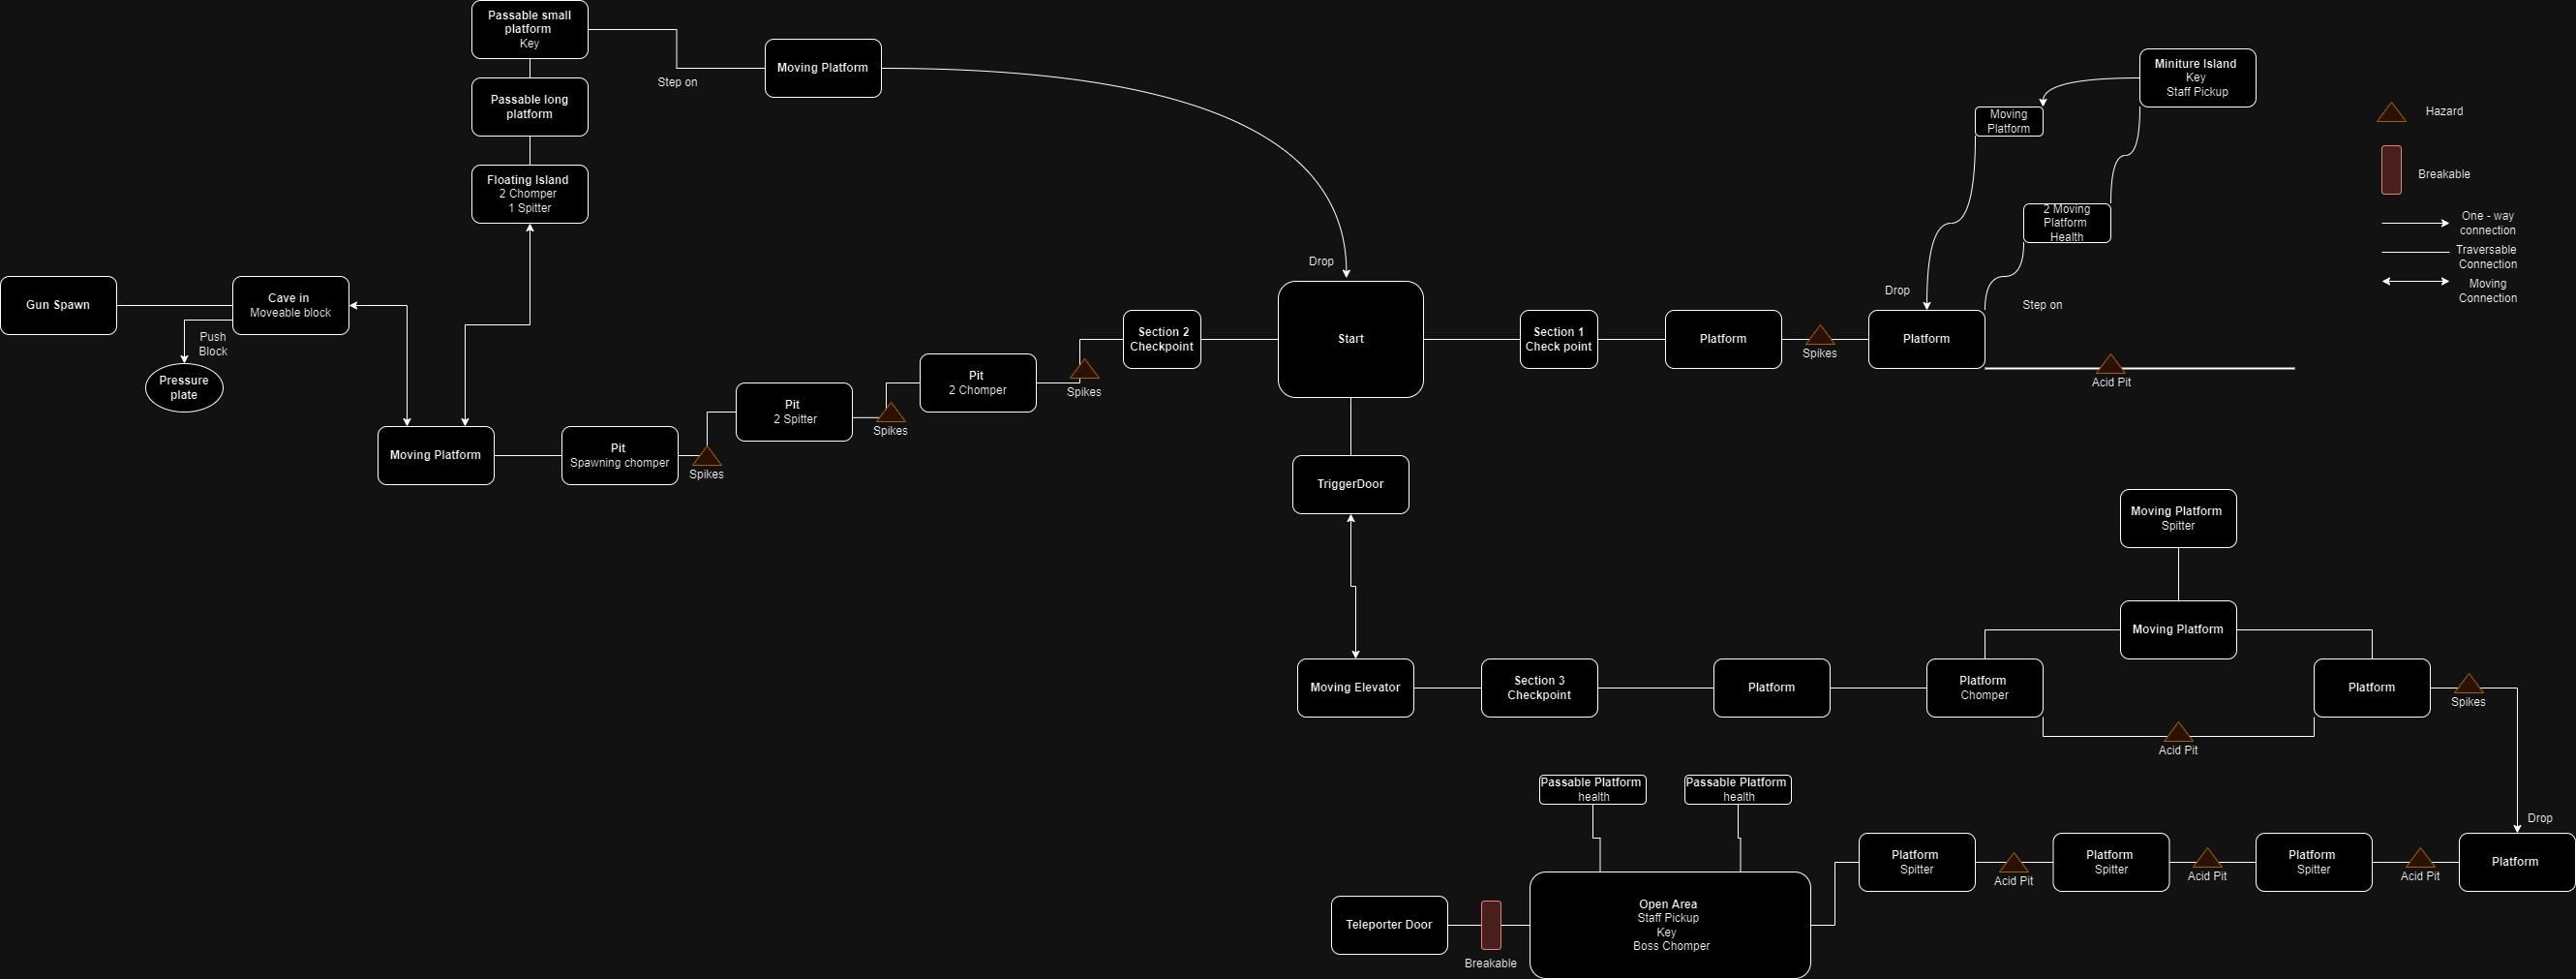 Passable small
platform
Key
Step on
Moving Platform
Passable long
platform
Floating Island
2 Chomper
1 Spitter
Gun Spawn
Cave in
Moveable block
Push
Block
Pressure
plate
Moving Platform
Pit
Spawning chomper
Spikes
Pit
2 Spitter
Spikes
Pit
2 Chomper
Spikes
Section 2
Checkpoint
Drop
Start
Section 1
Check point
Platform
Spikes
Platform
Drop
Moving
Platform
Miniture Island
Key
Staff Pickup
2 Moving
Platform
Health
Step on
Acid Pit
Hazard
Breakable
One - way
connection
Traversable
Connection
Moving
Connection
TriggerDoor
Moving Elevator
Section 3
Checkpoint
Platform
Platform
Chomper
Moving Platform
Spitter
Moving Platform
Acid Pit
Platform
Spikes
Drop
Platform
Acid Pit
Platform
Spitter
Acid Pit
Platform
Spitter
Acid Pit
Platform
Spitter
Passable Platform
health
Passable Platform
health
Open Area
Staff Pickup
Key
Boss Chomper
Breakable
Teleporter Door